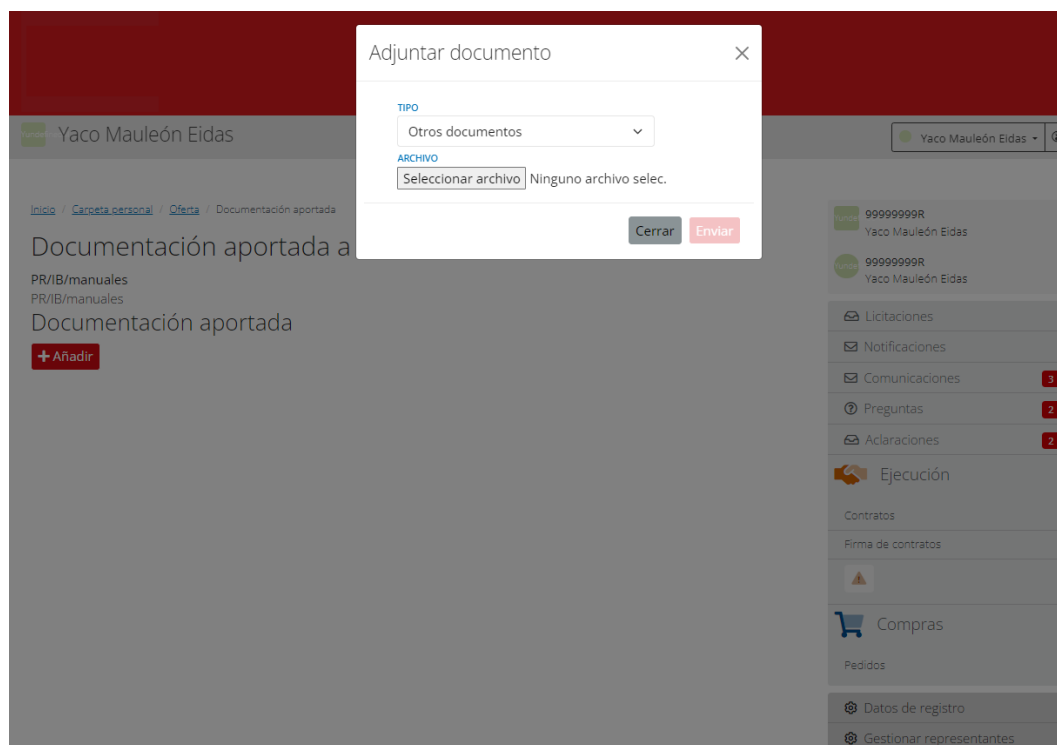 Adjuntar documento
TIPO
Otros documentos
ARCHIVO
Seleccionar archivo Ninguno archivo selec.
Cerrar Enviar
Yaco Mauleón Eidas
Yaco Mauleón Eidas
Inicio / Carpeta personal / Oferta / Documentación aportada
Documentación aportada a
PR/IB/manuales
PR/IB/manuales
Documentación aportada
Añadir
99999999R
Yaco Mauleón Eidas
99999999R
Yaco Mauleón Eidas
Licitaciones
Notificaciones
Comunicaciones 3
Preguntas 2
Aclaraciones 2
Ejecución
Contratos
Firma de contratos
Compras
Pedidos
Datos de registro
Gestionar representantes